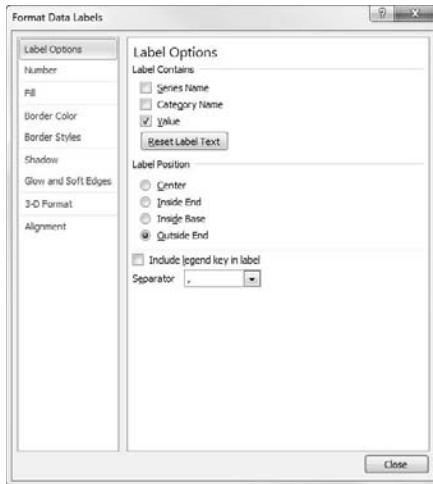 Format Data Labels
?
Label Options
Number
Fill
Border Color
Border Styles
Shadow
Glow and Soft Edges
3-D Format
Alignment
Label Options
Label Contains
Series Name
Category Name
Value
Reset Label Text
Label Position
Center
Inside End
Inside Base
Outside End
Include legend key in label
Separator ,
Close